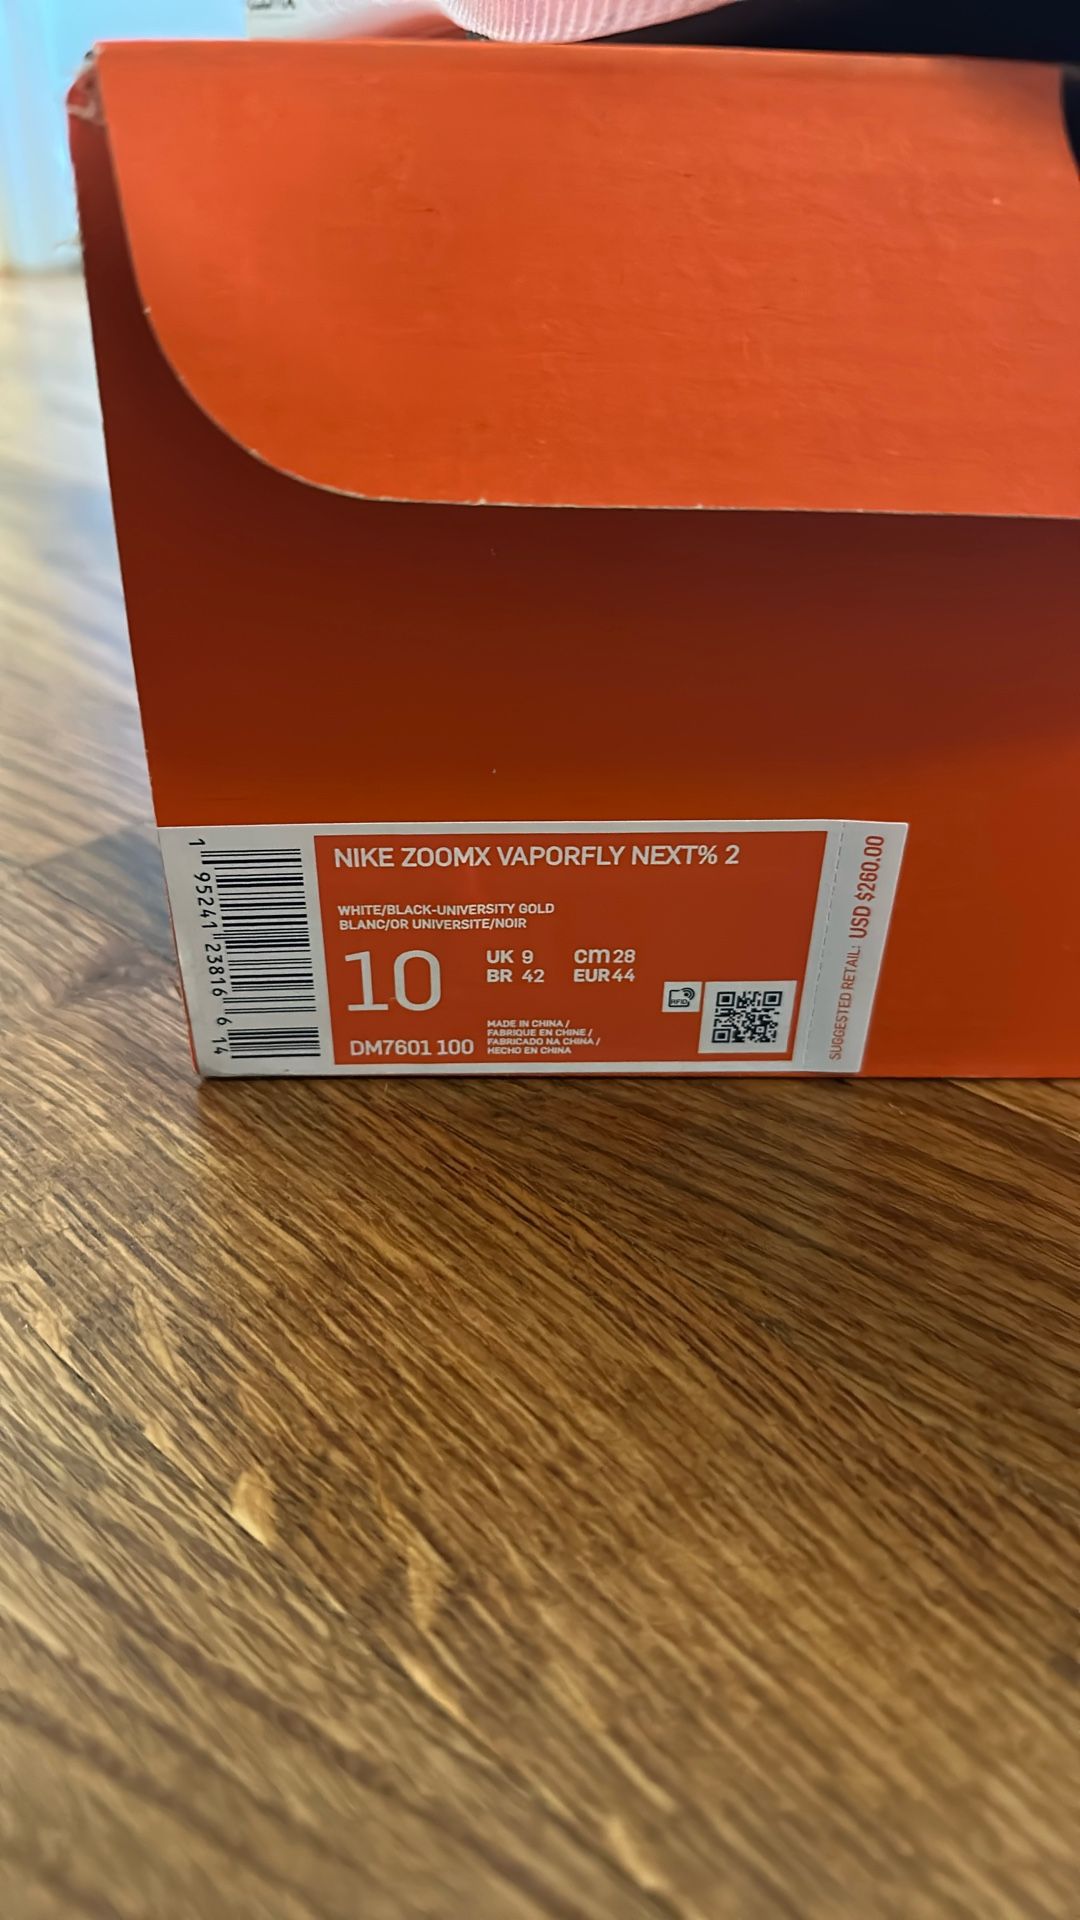 NIKE ZOOMX VAPORFLY NEXT% 2
WHITE/BLACK-UNIVERSITY GOLD
BLANC/OR UNIVERSITE/NOIR
10
UK 9 cm 28
BR 42 EUR 44
DM7601 100
MADE IN CHINA /
FABRIQUE EN CHINE /
FABRICADO NA CHINA /
HECHO EN CHINA
RFID
1 95241 23816 6 14
SUGGESTED RETAIL: USD $260.00